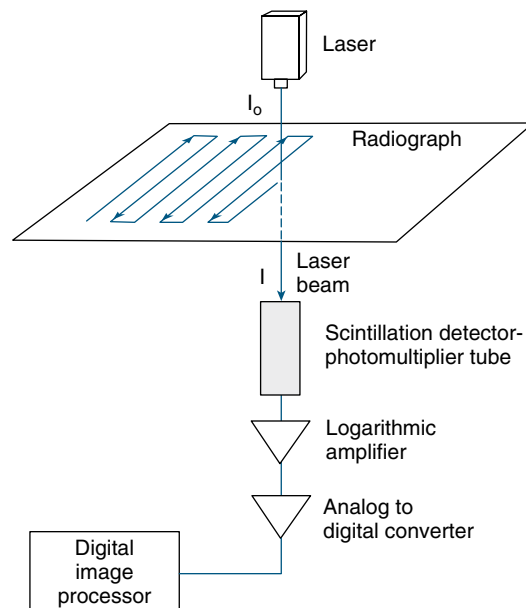 Laser
Io
Radiograph
I
Laser
beam
Scintillation detector-
photomultiplier tube
Logarithmic
amplifier
Analog to
digital converter
Digital
image
processor